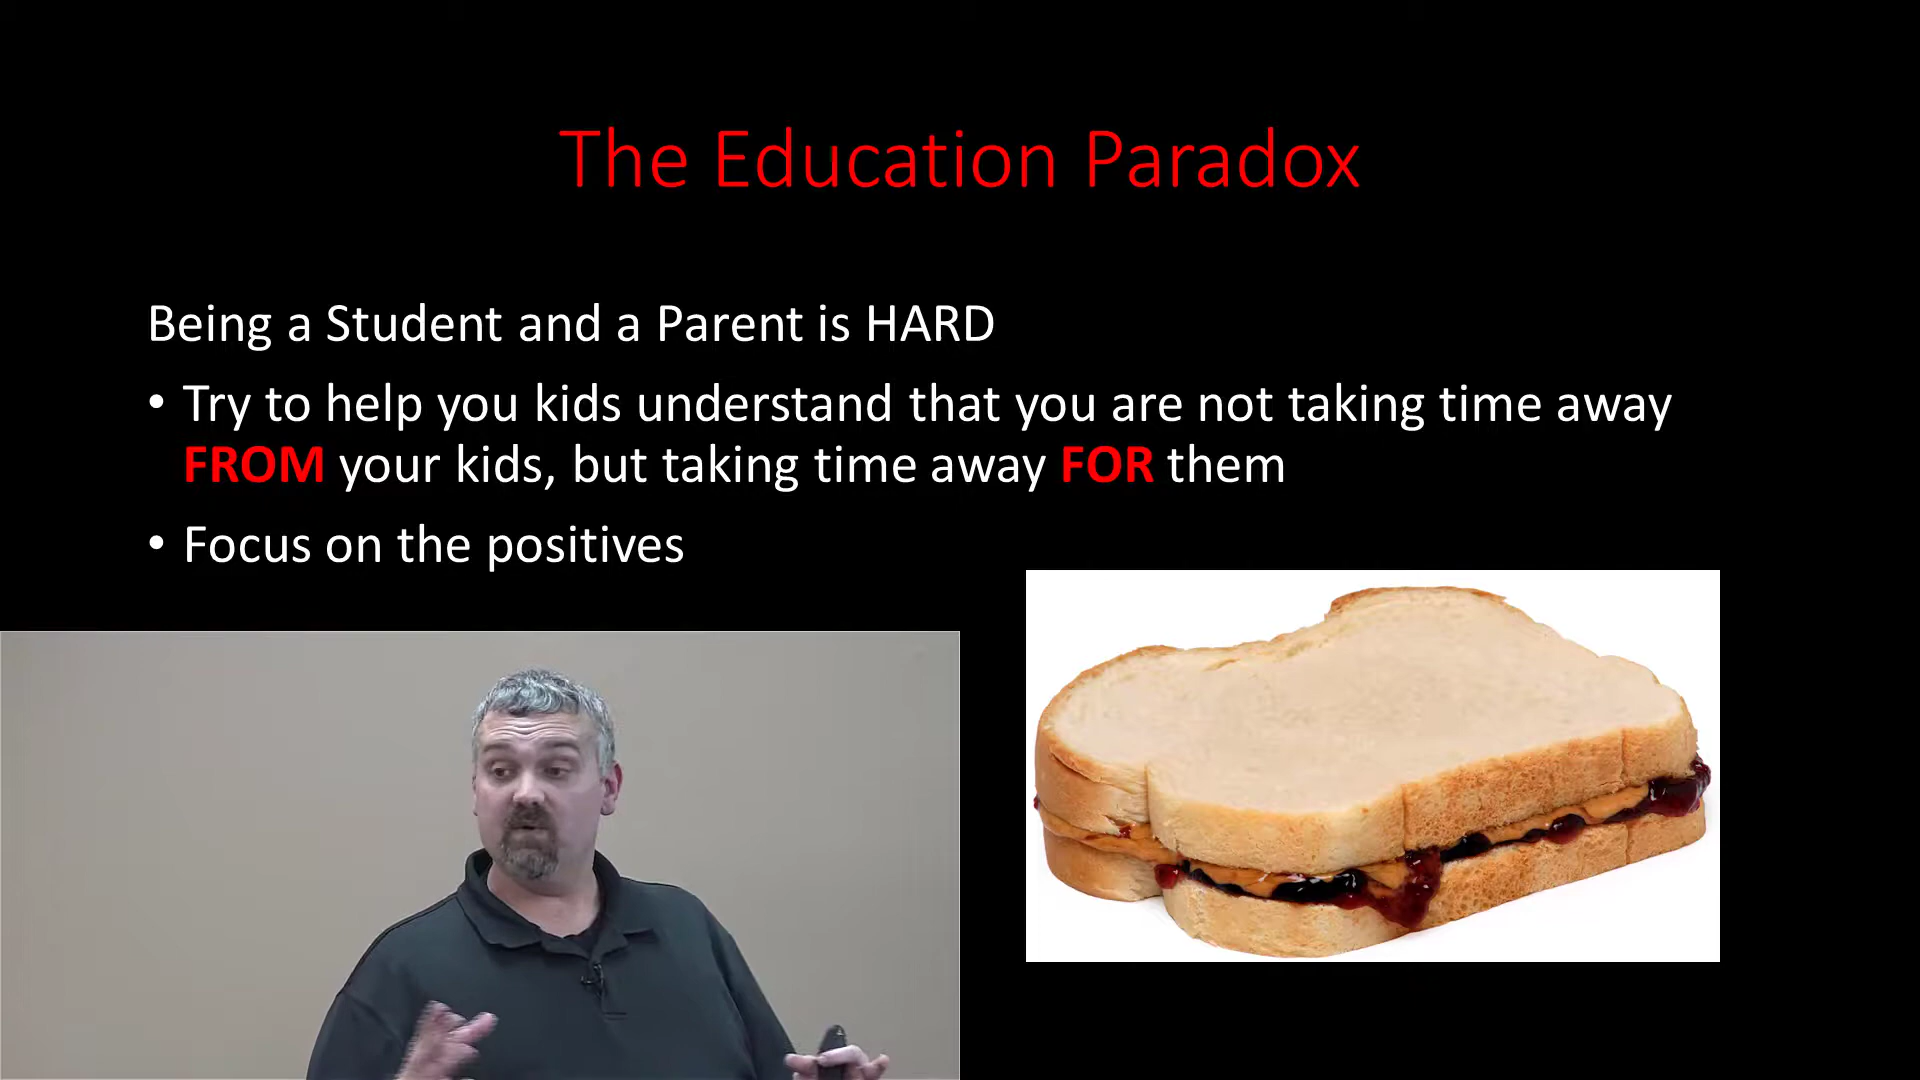 The Education Paradox
Being a Student and a Parent is HARD
• Try to help you kids understand that you are not taking time away
FROM your kids, but taking time away FOR them
• Focus on the positives